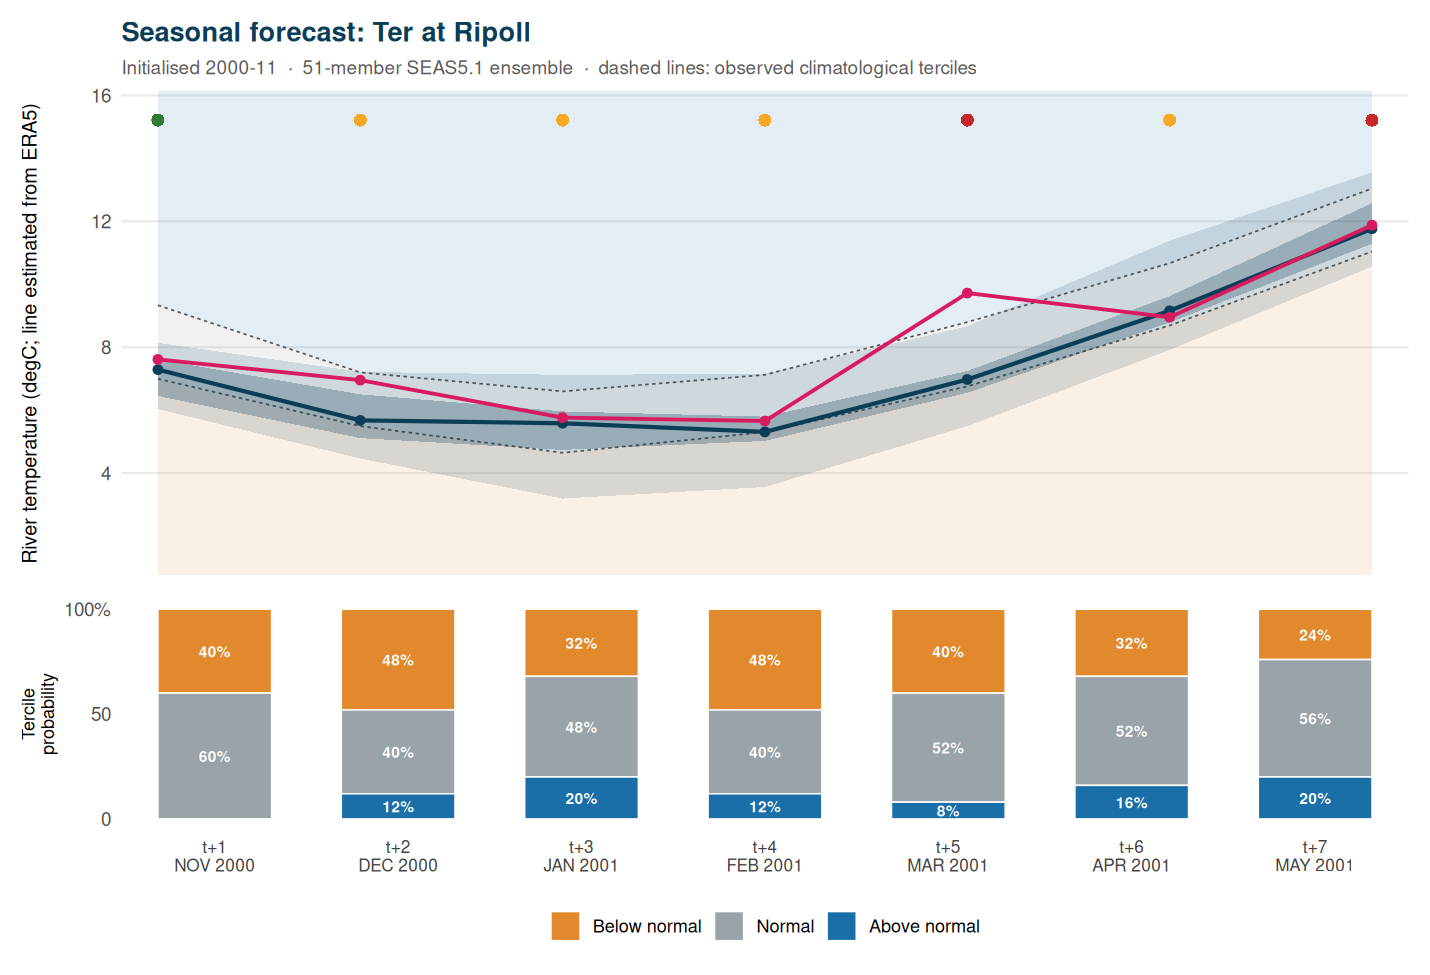 Seasonal forecast: Ter at Ripoll
Initialised 2000-11 · 51-member SEAS5.1 ensemble · dashed lines: observed climatological terciles
River temperature (degC; line estimated from ERA5)
16
12
8
4
Tercile
probability
100%
50
0
40% 48% 32% 48% 40% 32% 24%
60% 40% 48% 40% 52% 52% 56%
12% 20% 12% 8% 16% 20%
t+1 t+2 t+3 t+4 t+5 t+6 t+7
NOV 2000 DEC 2000 JAN 2001 FEB 2001 MAR 2001 APR 2001 MAY 2001
Below normal Normal Above normal